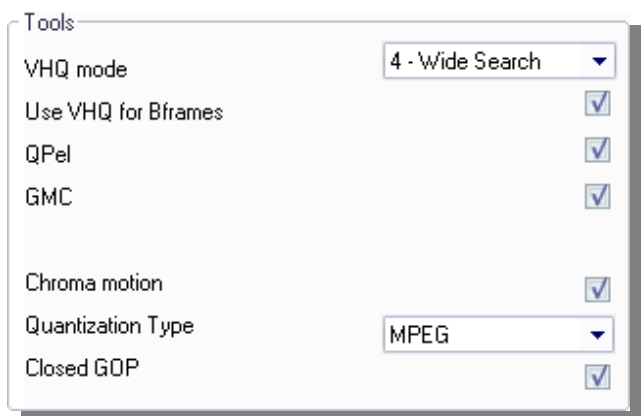 Tools
VHQ mode 4 - Wide Search
Use VHQ for Bframes
QPel
GMC
Chroma motion
Quantization Type MPEG
Closed GOP